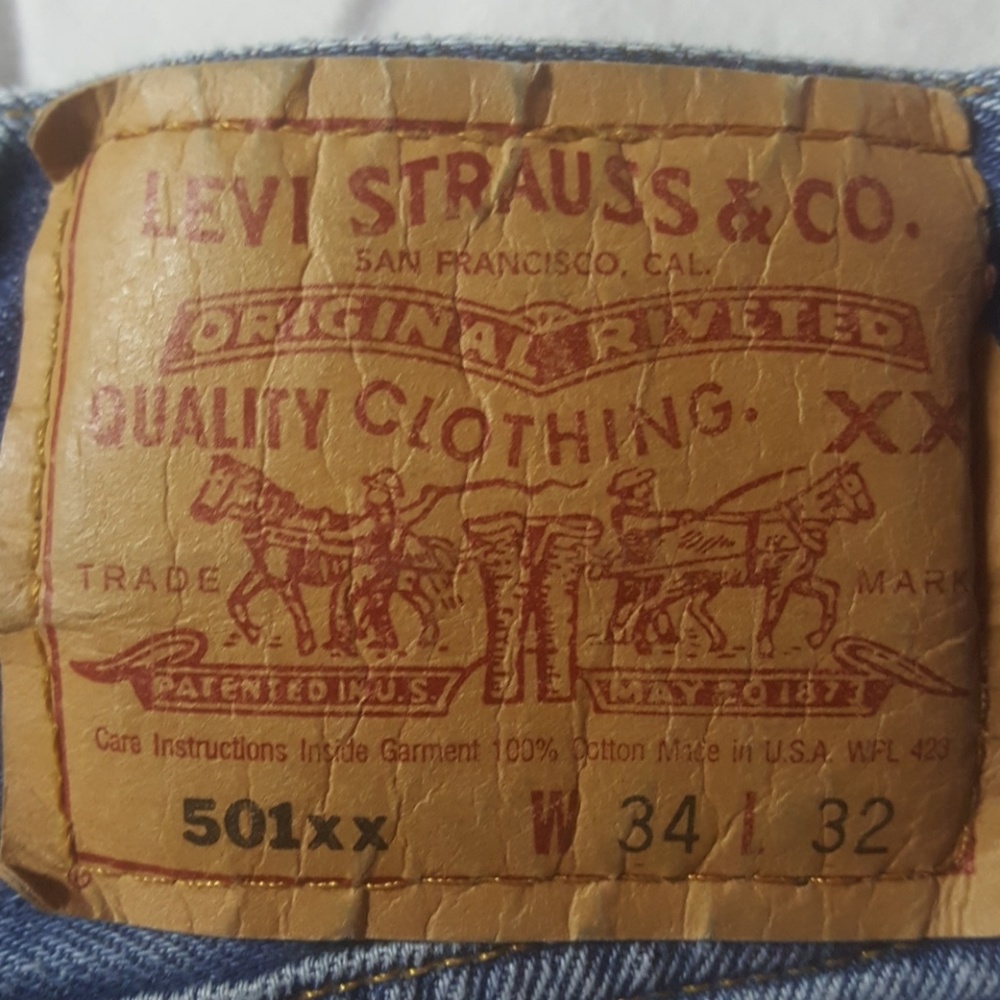 LEVI STRAUSS & CO.
SAN FRANCISCO, CAL.
ORIGINAL RIVETED
QUALITY CLOTHING. XX
TRADE MARK
PATENTED IN U.S. MAY 20 1873
Care Instructions Inside Garment 100% Cotton Made in U.S.A. WPL 423
501xx W 34 L 32
®